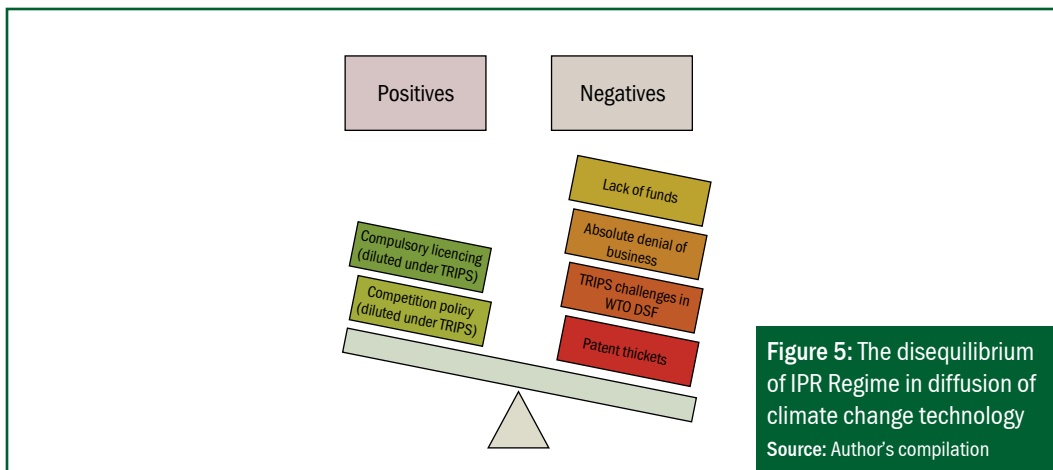 Positives
Negatives
Compulsory licencing
(diluted under TRIPS)
Competition policy
(diluted under TRIPS)
Lack of funds
Absolute denial of
business
TRIPS challenges in
WTO DSF
Patent thickets
Figure 5: The disequilibrium
of IPR Regime in diffusion of
climate change technology
Source: Author's compilation